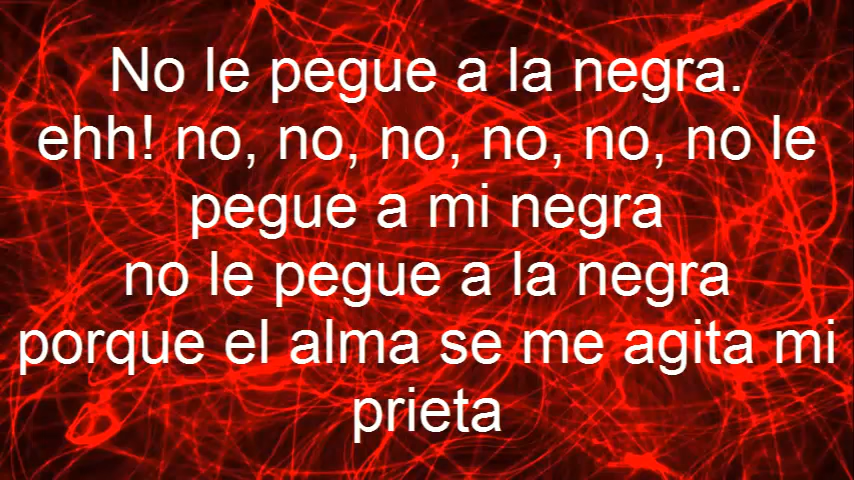 No le pegue a la negra.
ehh! no, no, no, no, no, no le
pegue a mi negra
no le pegue a la negra
porque el alma se me agita mi
prieta